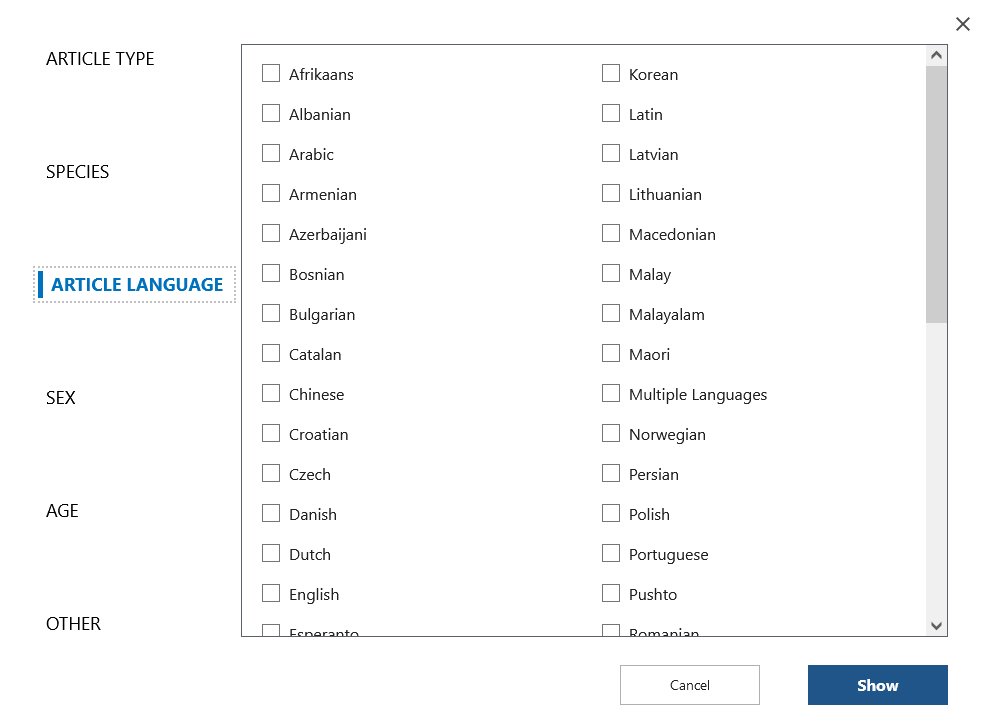 ARTICLE TYPE
SPECIES
ARTICLE LANGUAGE
SEX
AGE
OTHER
Afrikaans
Albanian
Arabic
Armenian
Azerbaijani
Bosnian
Bulgarian
Catalan
Chinese
Croatian
Czech
Danish
Dutch
English
Esperanto
Korean
Latin
Latvian
Lithuanian
Macedonian
Malay
Malayalam
Maori
Multiple Languages
Norwegian
Persian
Polish
Portuguese
Pushto
Romanian
Cancel
Show